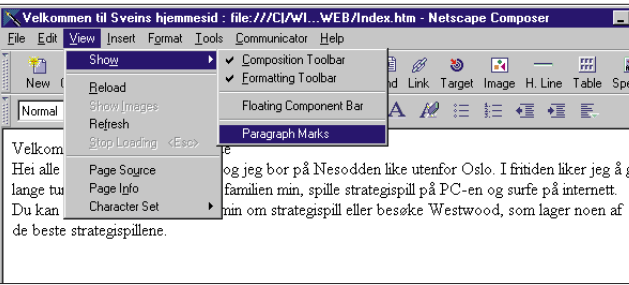 Velkommen til Sveins hjemmesid : file:///C|/WI...WEB/Index.htm - Netscape Composer
File Edit View Insert Format Tools Communicator Help
Show
Reload
Show Images
Refresh
Stop Loading <Esc>
Page Source
Page Info
Character Set
Composition Toolbar
Formatting Toolbar
Floating Component Bar
Paragraph Marks
New Link Target Image H. Line Table
Normal
Velkom
Hei alle og jeg bor på Nesodden like utenfor Oslo. I fritiden liker jeg å
lange tur familien min, spille strategispill på PC-en og surfe på internett.
Du kan min om strategispill eller besøke Westwood, som lager noen af
de beste strategispillene.